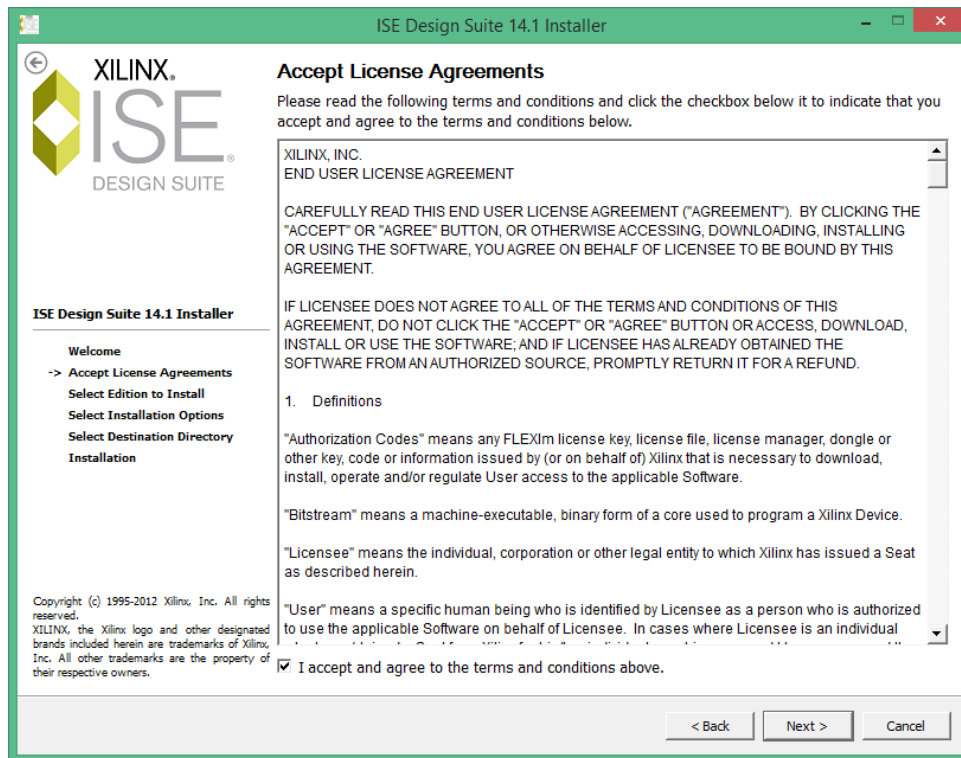 ISE Design Suite 14.1 Installer
XILINX®
ISE®
DESIGN SUITE
ISE Design Suite 14.1 Installer
Welcome
-> Accept License Agreements
Select Edition to Install
Select Installation Options
Select Destination Directory
Installation
Copyright (c) 1995-2012 Xilinx, Inc. All rights
reserved.
XILINX, the Xilinx logo and other designated
brands included herein are trademarks of Xilinx,
Inc. All other trademarks are the property of
their respective owners.
Accept License Agreements
Please read the following terms and conditions and click the checkbox below it to indicate that you
accept and agree to the terms and conditions below.
XILINX, INC.
END USER LICENSE AGREEMENT
CAREFULLY READ THIS END USER LICENSE AGREEMENT ("AGREEMENT"). BY CLICKING THE
"ACCEPT" OR "AGREE" BUTTON, OR OTHERWISE ACCESSING, DOWNLOADING, INSTALLING
OR USING THE SOFTWARE, YOU AGREE ON BEHALF OF LICENSEE TO BE BOUND BY THIS
AGREEMENT.
IF LICENSEE DOES NOT AGREE TO ALL OF THE TERMS AND CONDITIONS OF THIS
AGREEMENT, DO NOT CLICK THE "ACCEPT" OR "AGREE" BUTTON OR ACCESS, DOWNLOAD,
INSTALL OR USE THE SOFTWARE; AND IF LICENSEE HAS ALREADY OBTAINED THE
SOFTWARE FROM AN AUTHORIZED SOURCE, PROMPTLY RETURN IT FOR A REFUND.
1. Definitions
"Authorization Codes" means any FLEXlm license key, license file, license manager, dongle or
other key, code or information issued by (or on behalf of) Xilinx that is necessary to download,
install, operate and/or regulate User access to the applicable Software.
"Bitstream" means a machine-executable, binary form of a core used to program a Xilinx Device.
"Licensee" means the individual, corporation or other legal entity to which Xilinx has issued a Seat
as described herein.
"User" means a specific human being who is identified by Licensee as a person who is authorized
to use the applicable Software on behalf of Licensee. In cases where Licensee is an individual
I accept and agree to the terms and conditions above.
< Back
Next >
Cancel